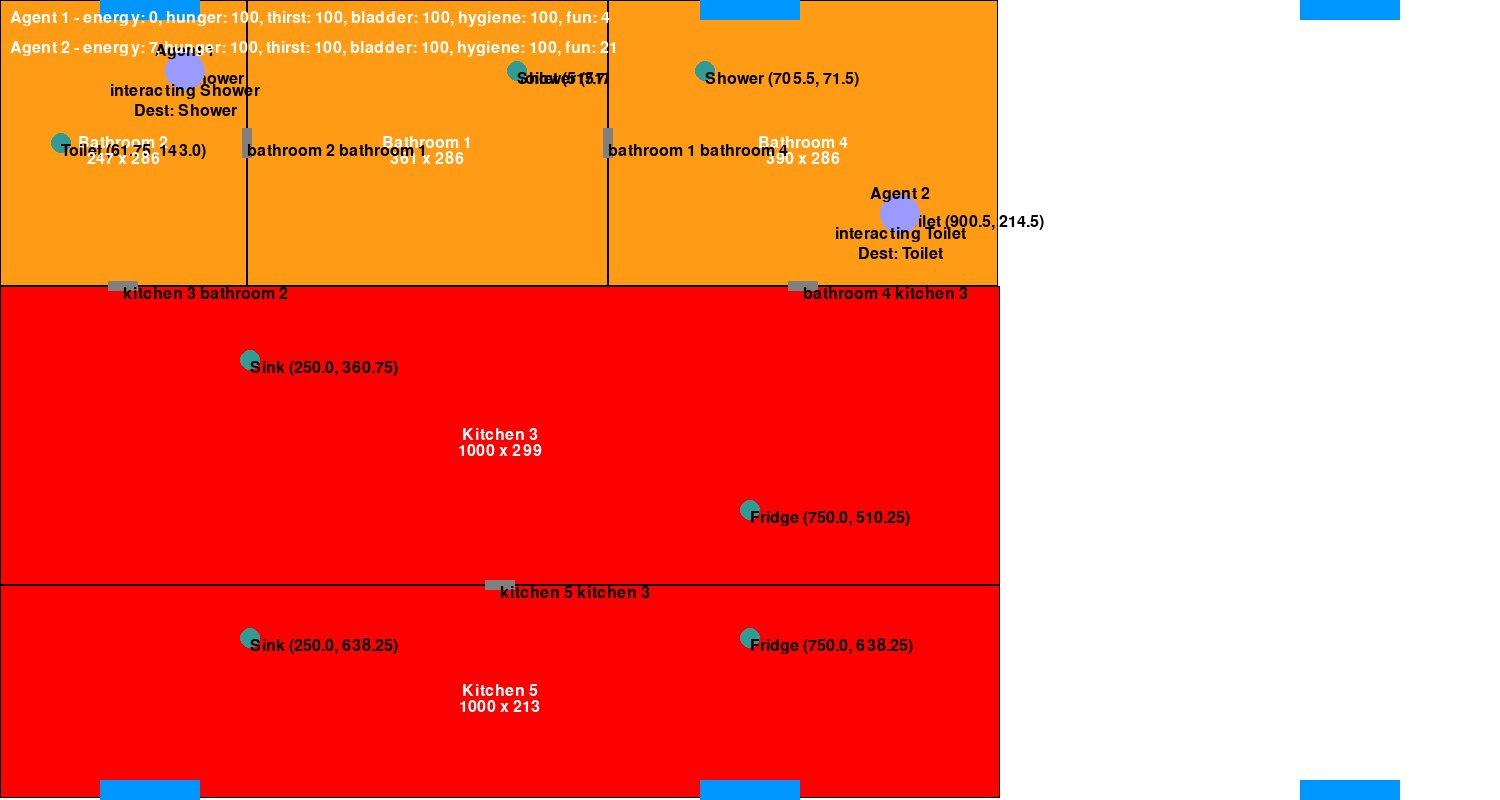 Agent 1 - energy: 0, hunger: 100, thirst: 100, bladder: 100, hygiene: 100, fun: 4
Agent 2 - energy: 7, hunger: 100, thirst: 100, bladder: 100, hygiene: 100, fun: 21
Agent 1
interacting Shower
Dest: Shower
Shower (705.5, 71.5)
Bathroom 2
247 x 286
Toilet (61.75, 143.0)
bathroom 2 bathroom 1
Bathroom 1
361 x 286
bathroom 1 bathroom 4
Bathroom 4
390 x 286
Agent 2
(900.5, 214.5)
interacting Toilet
Dest: Toilet
kitchen 3 bathroom 2
bathroom 4 kitchen 3
Sink (250.0, 360.75)
Kitchen 3
1000 x 299
Fridge (750.0, 510.25)
kitchen 5 kitchen 3
Sink (250.0, 638.25)
Fridge (750.0, 638.25)
Kitchen 5
1000 x 213